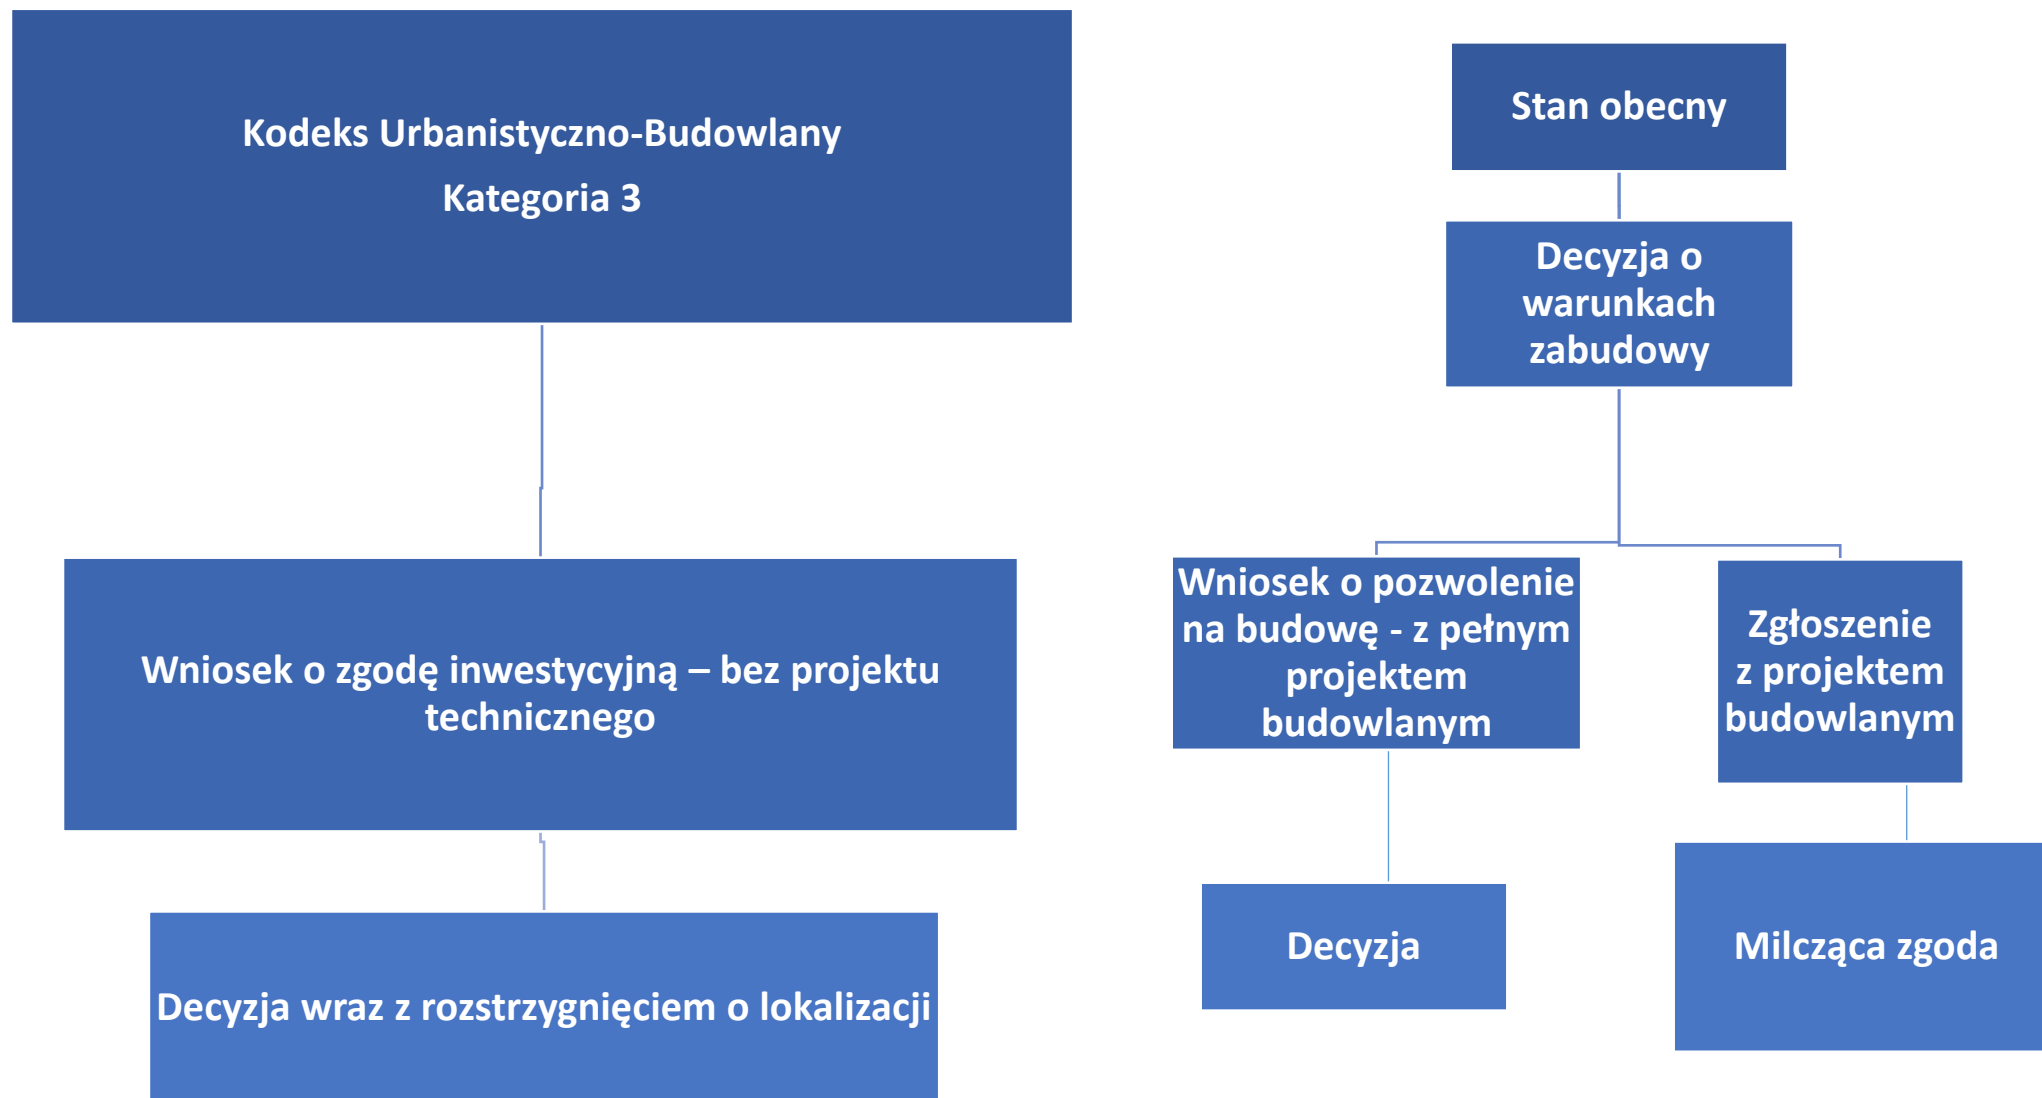 Kodeks Urbanistyczno-Budowlany
Kategoria 3
Wniosek o zgodę inwestycyjną – bez projektu
technicznego
Decyzja wraz z rozstrzygnięciem o lokalizacji
Stan obecny
Decyzja o
warunkach
zabudowy
Wniosek o pozwolenie
na budowę - z pełnym
projektem
budowlanym
Decyzja
Zgłoszenie
z projektem
budowlanym
Milcząca zgoda